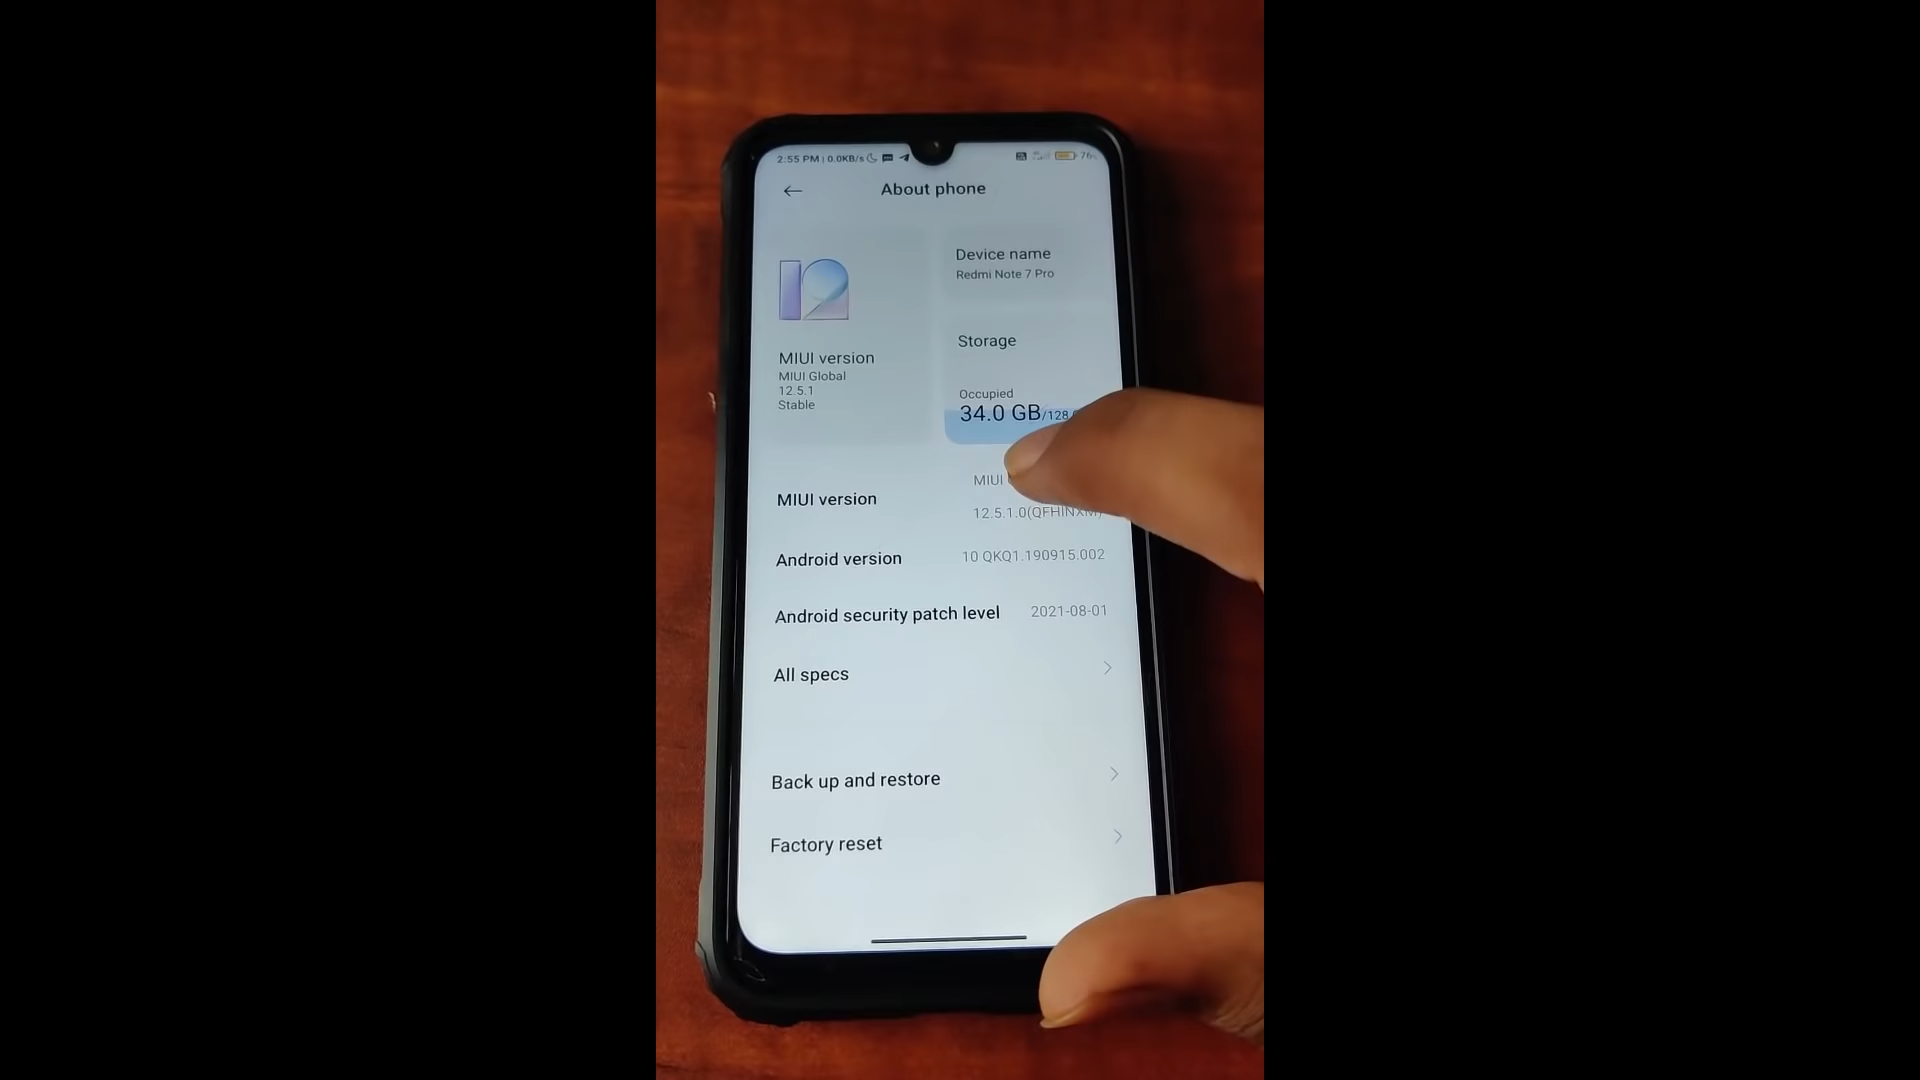 2:55 PM | 0.0KB/s
76
About phone
12
MIUI version
MIUI Global
12.5.1
Stable
Device name
Redmi Note 7 Pro
Storage
Occupied
34.0 GB/128
MIUI version
MIUI
12.5.1.0(QFHINXM)
Android version
10 QKQ1.190915.002
Android security patch level
2021-08-01
All specs
Back up and restore
Factory reset